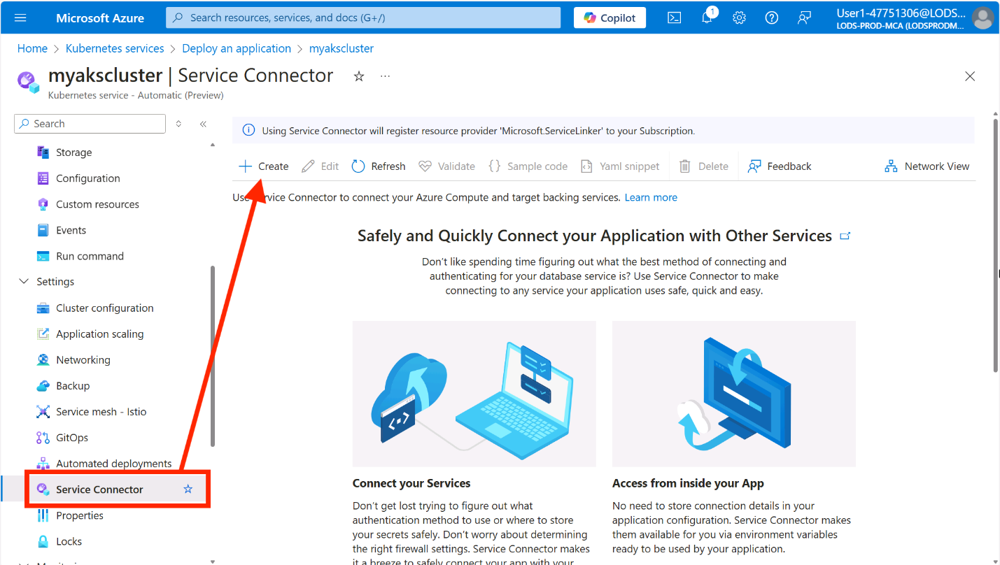 Microsoft Azure
Search resources, services, and docs (G+/)
Copilot
1
User1-47751306@LODS...
LODS-PROD-MCA (LODSPRODM...
Home > Kubernetes services > Deploy an application > myakscluster
myakscluster | Service Connector
Kubernetes service - Automatic (Preview)
Search
Storage
Configuration
Custom resources
Events
Run command
Settings
Cluster configuration
Application scaling
Networking
Backup
Service mesh - Istio
GitOps
Automated deployments
Service Connector
Properties
Locks
Using Service Connector will register resource provider 'Microsoft.ServiceLinker' to your Subscription.
Create Edit Refresh Validate Sample code Yaml snippet Delete Feedback Network View
Service Connector to connect your Azure Compute and target backing services. Learn more
Safely and Quickly Connect your Application with Other Services
Don't like spending time figuring out what the best method of connecting and
authenticating for your database service is? Use Service Connector to make
connecting to any service your application uses safe, quick and easy.
Connect your Services
Don't get lost trying to figure out what
authentication method to use or where to store
your secrets safely. Don't worry about determining
the right firewall settings. Service Connector makes
it a breeze to safely connect your app with your
Access from inside your App
No need to store connection details in your
application configuration. Service Connector makes
them available for you via environment variables
ready to be used by your application.